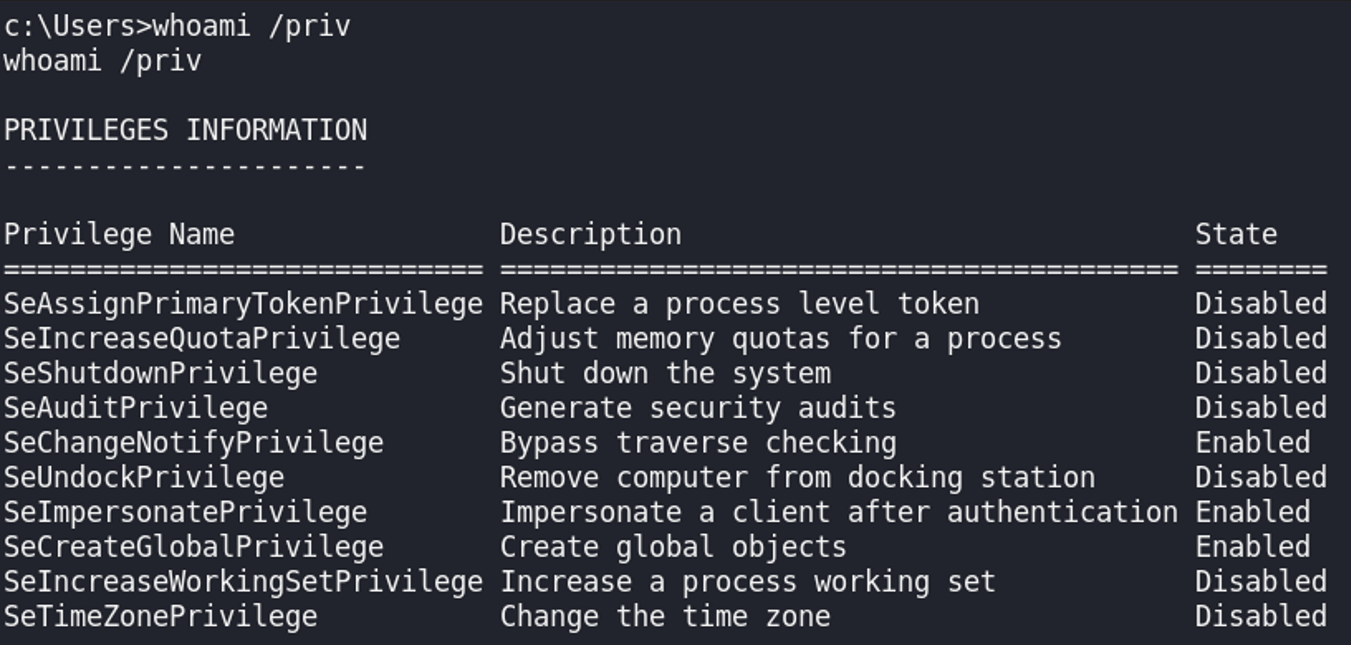 c:\Users>whoami /priv
whoami /priv
PRIVILEGES INFORMATION
----------------------
Privilege Name                Description                               State
============================= ========================================= ========
SeAssignPrimaryTokenPrivilege Replace a process level token             Disabled
SeIncreaseQuotaPrivilege      Adjust memory quotas for a process        Disabled
SeShutdownPrivilege           Shut down the system                      Disabled
SeAuditPrivilege              Generate security audits                  Disabled
SeChangeNotifyPrivilege       Bypass traverse checking                  Enabled
SeUndockPrivilege             Remove computer from docking station      Disabled
SeImpersonatePrivilege        Impersonate a client after authentication Enabled
SeCreateGlobalPrivilege       Create global objects                     Enabled
SeIncreaseWorkingSetPrivilege Increase a process working set            Disabled
SeTimeZonePrivilege           Change the time zone                      Disabled